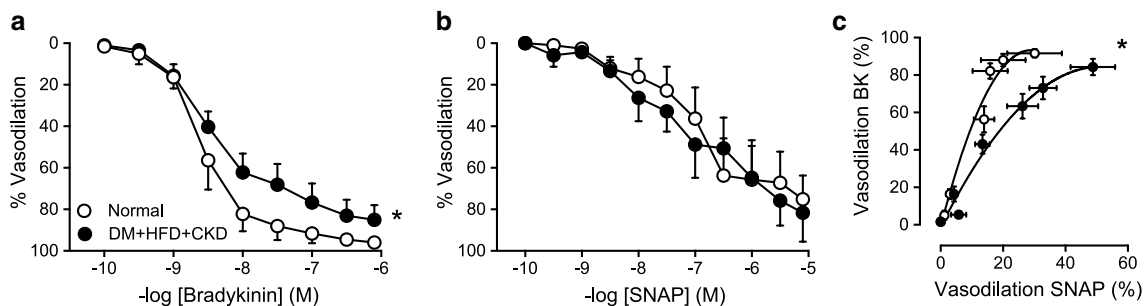 a
% Vasodilation
0
20
40
60
80
100
Normal
DM+HFD+CKD
*
-10 -9 -8 -7 -6
-log [Bradykinin] (M)
b
% Vasodilation
0
20
40
60
80
100
-10 -9 -8 -7 -6 -5
-log [SNAP] (M)
c
Vasodilation BK (%)
100
80
60
40
20
0
*
0 20 40 60
Vasodilation SNAP (%)